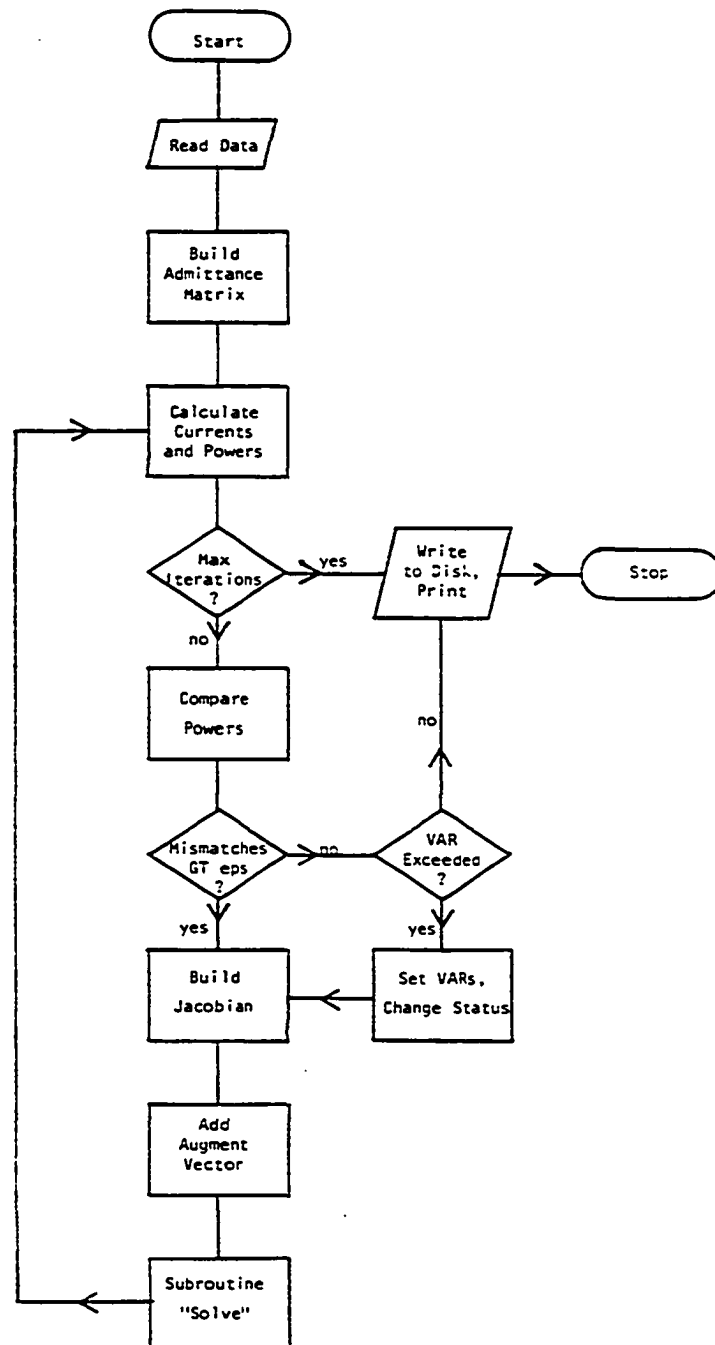 Start
Read Data
Build
Admittance
Matrix
Calculate
Currents
and Powers
Max
Iterations
?
yes
Write
to Disk,
Print
Stop
no
Compare
Powers
no
Mismatches
GT eps
?
no
VAR
Exceeded
?
yes
yes
Build
Jacobian
Set VARs,
Change Status
Add
Augment
Vector
Subroutine
"Solve"